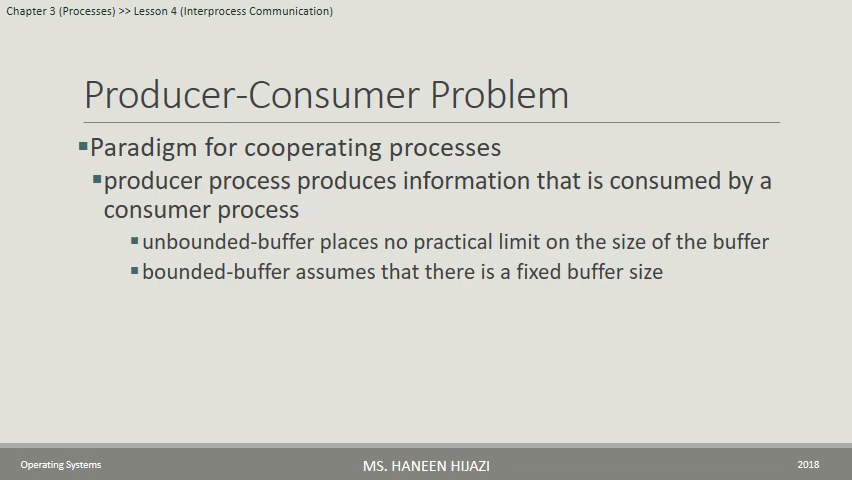 Chapter 3 (Processes) >> Lesson 4 (Interprocess Communication)
Producer-Consumer Problem
▪Paradigm for cooperating processes
▪producer process produces information that is consumed by a
consumer process
▪unbounded-buffer places no practical limit on the size of the buffer
▪bounded-buffer assumes that there is a fixed buffer size
Operating Systems
MS. HANEEN HIJAZI
2018